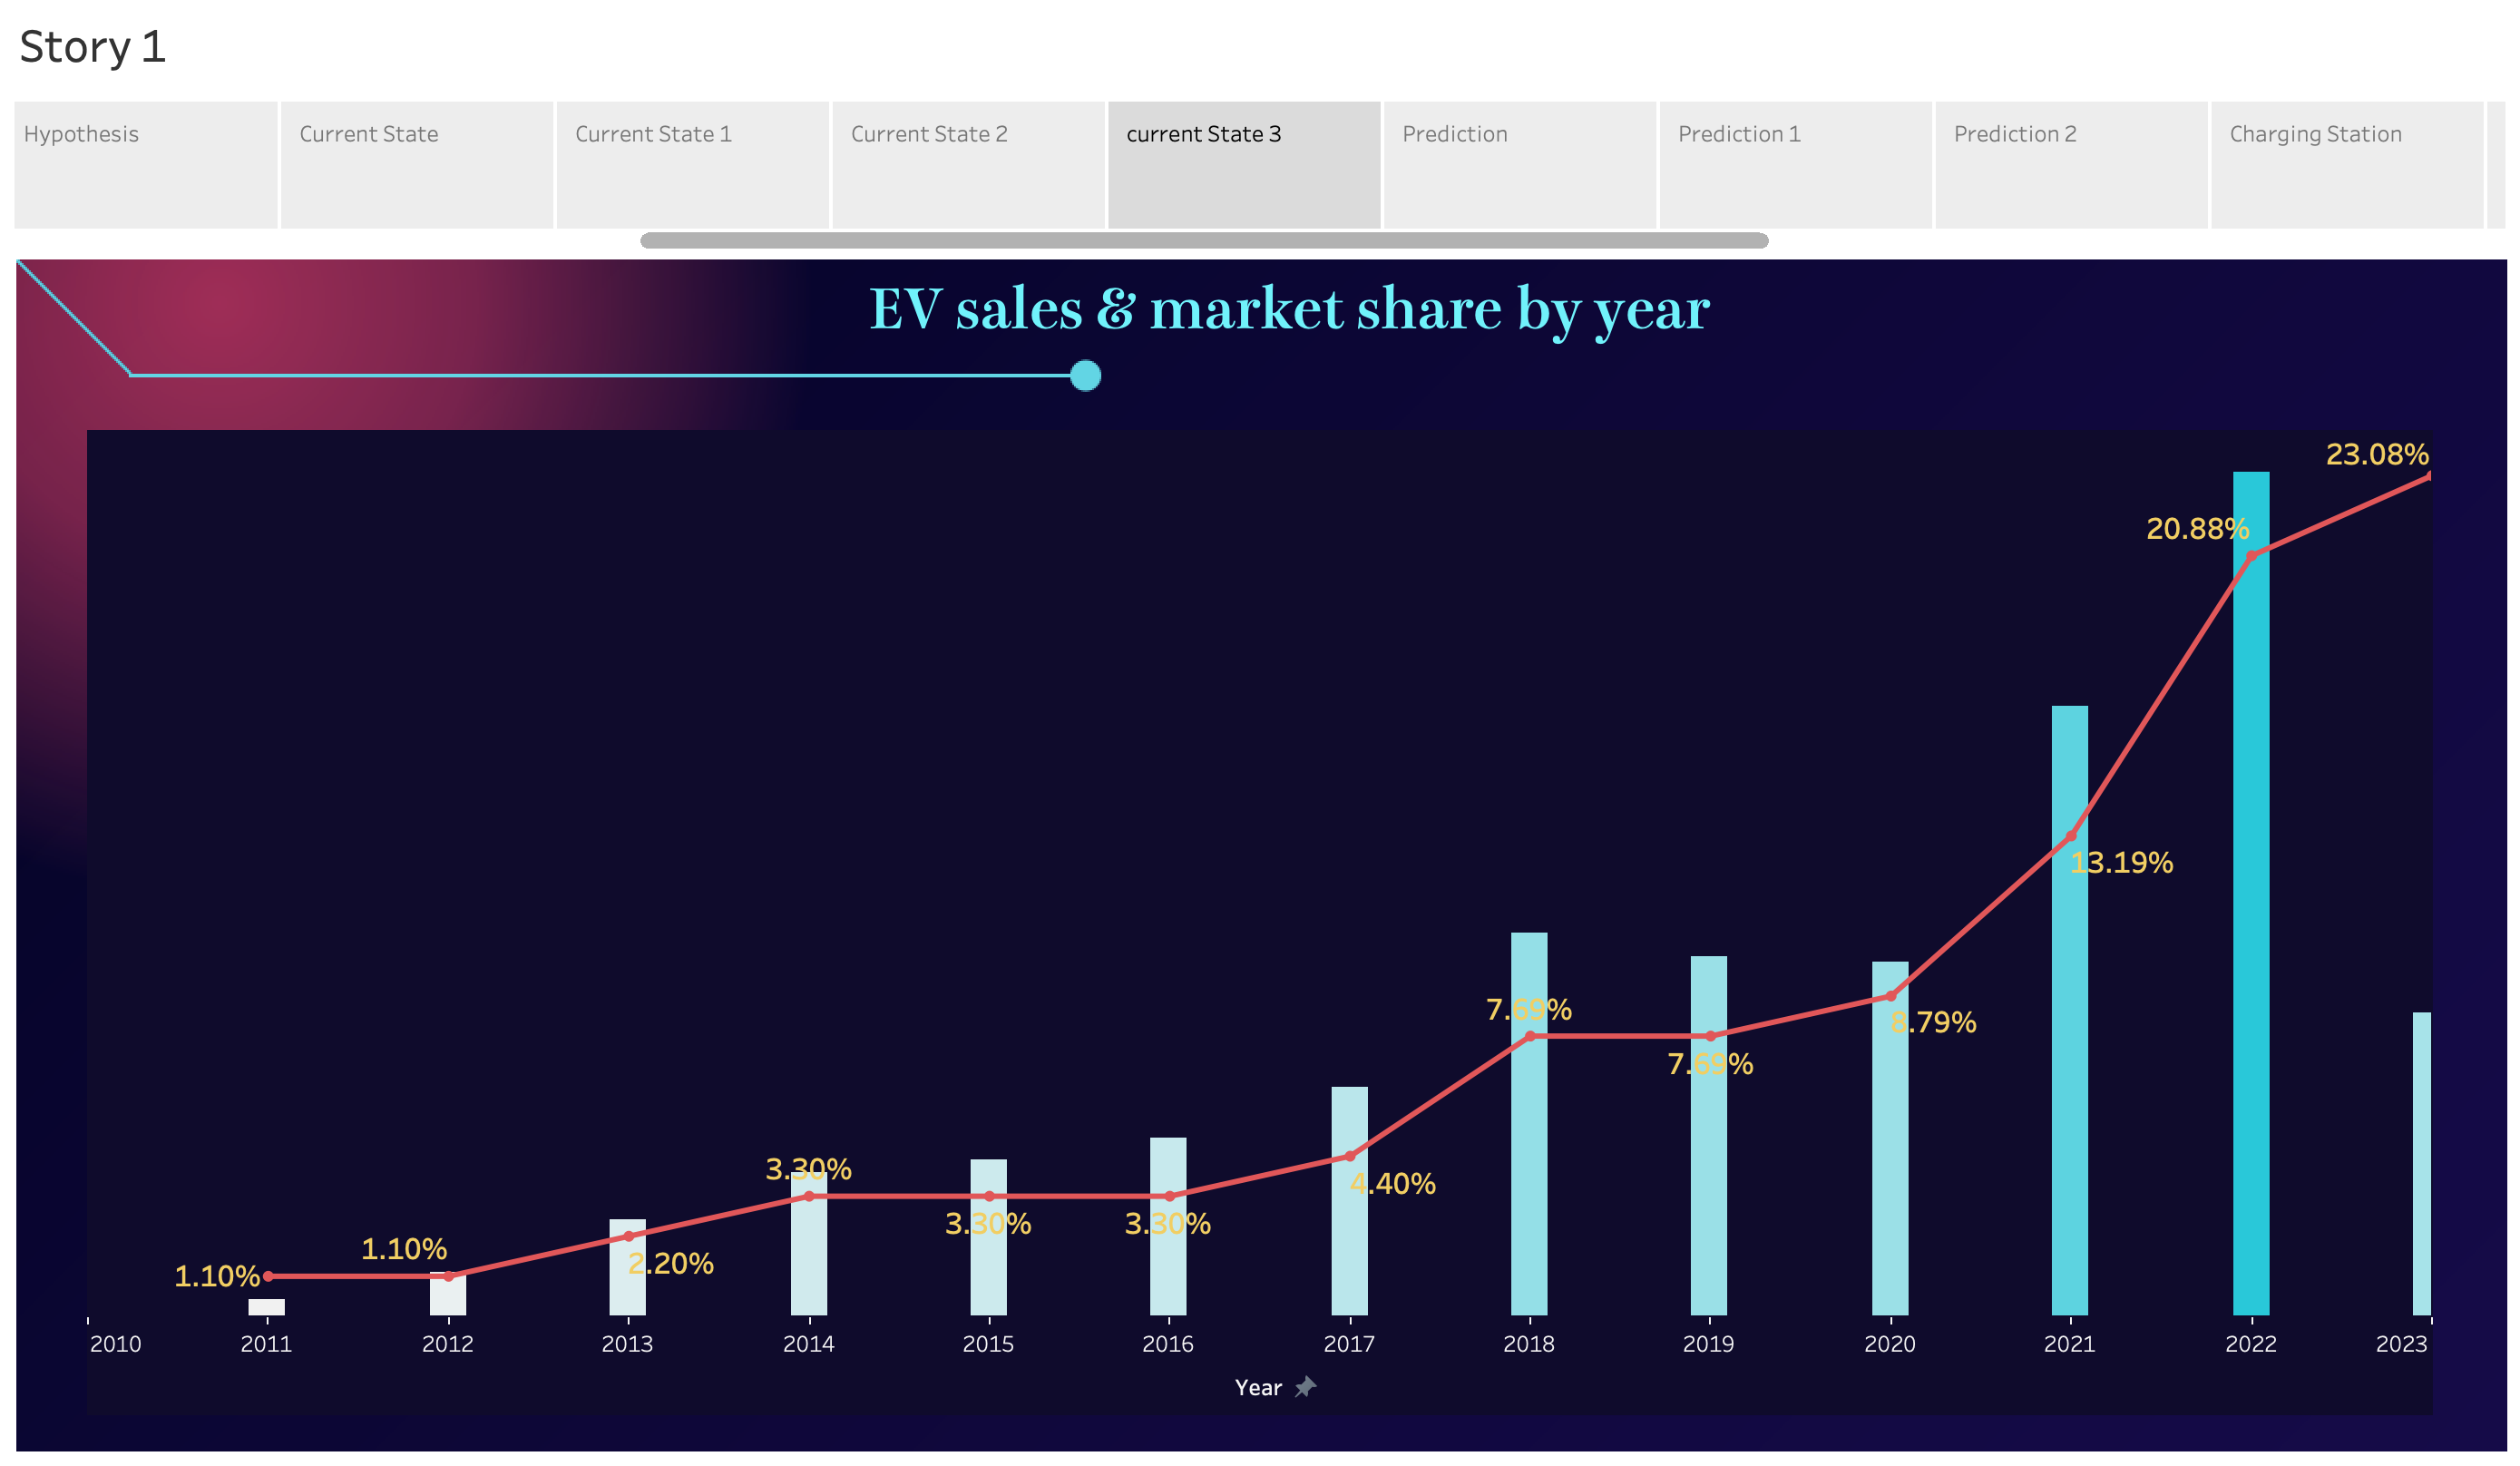 Story 1
Hypothesis
Current State
Current State 1
Current State 2
current State 3
Prediction
Prediction 1
Prediction 2
Charging Station
EV sales & market share by year
1.10%
1.10%
2.20%
3.30%
3.30%
3.30%
4.40%
7.69%
7.69%
8.79%
13.19%
20.88%
23.08%
2010 2011 2012 2013 2014 2015 2016 2017 2018 2019 2020 2021 2022 2023
Year